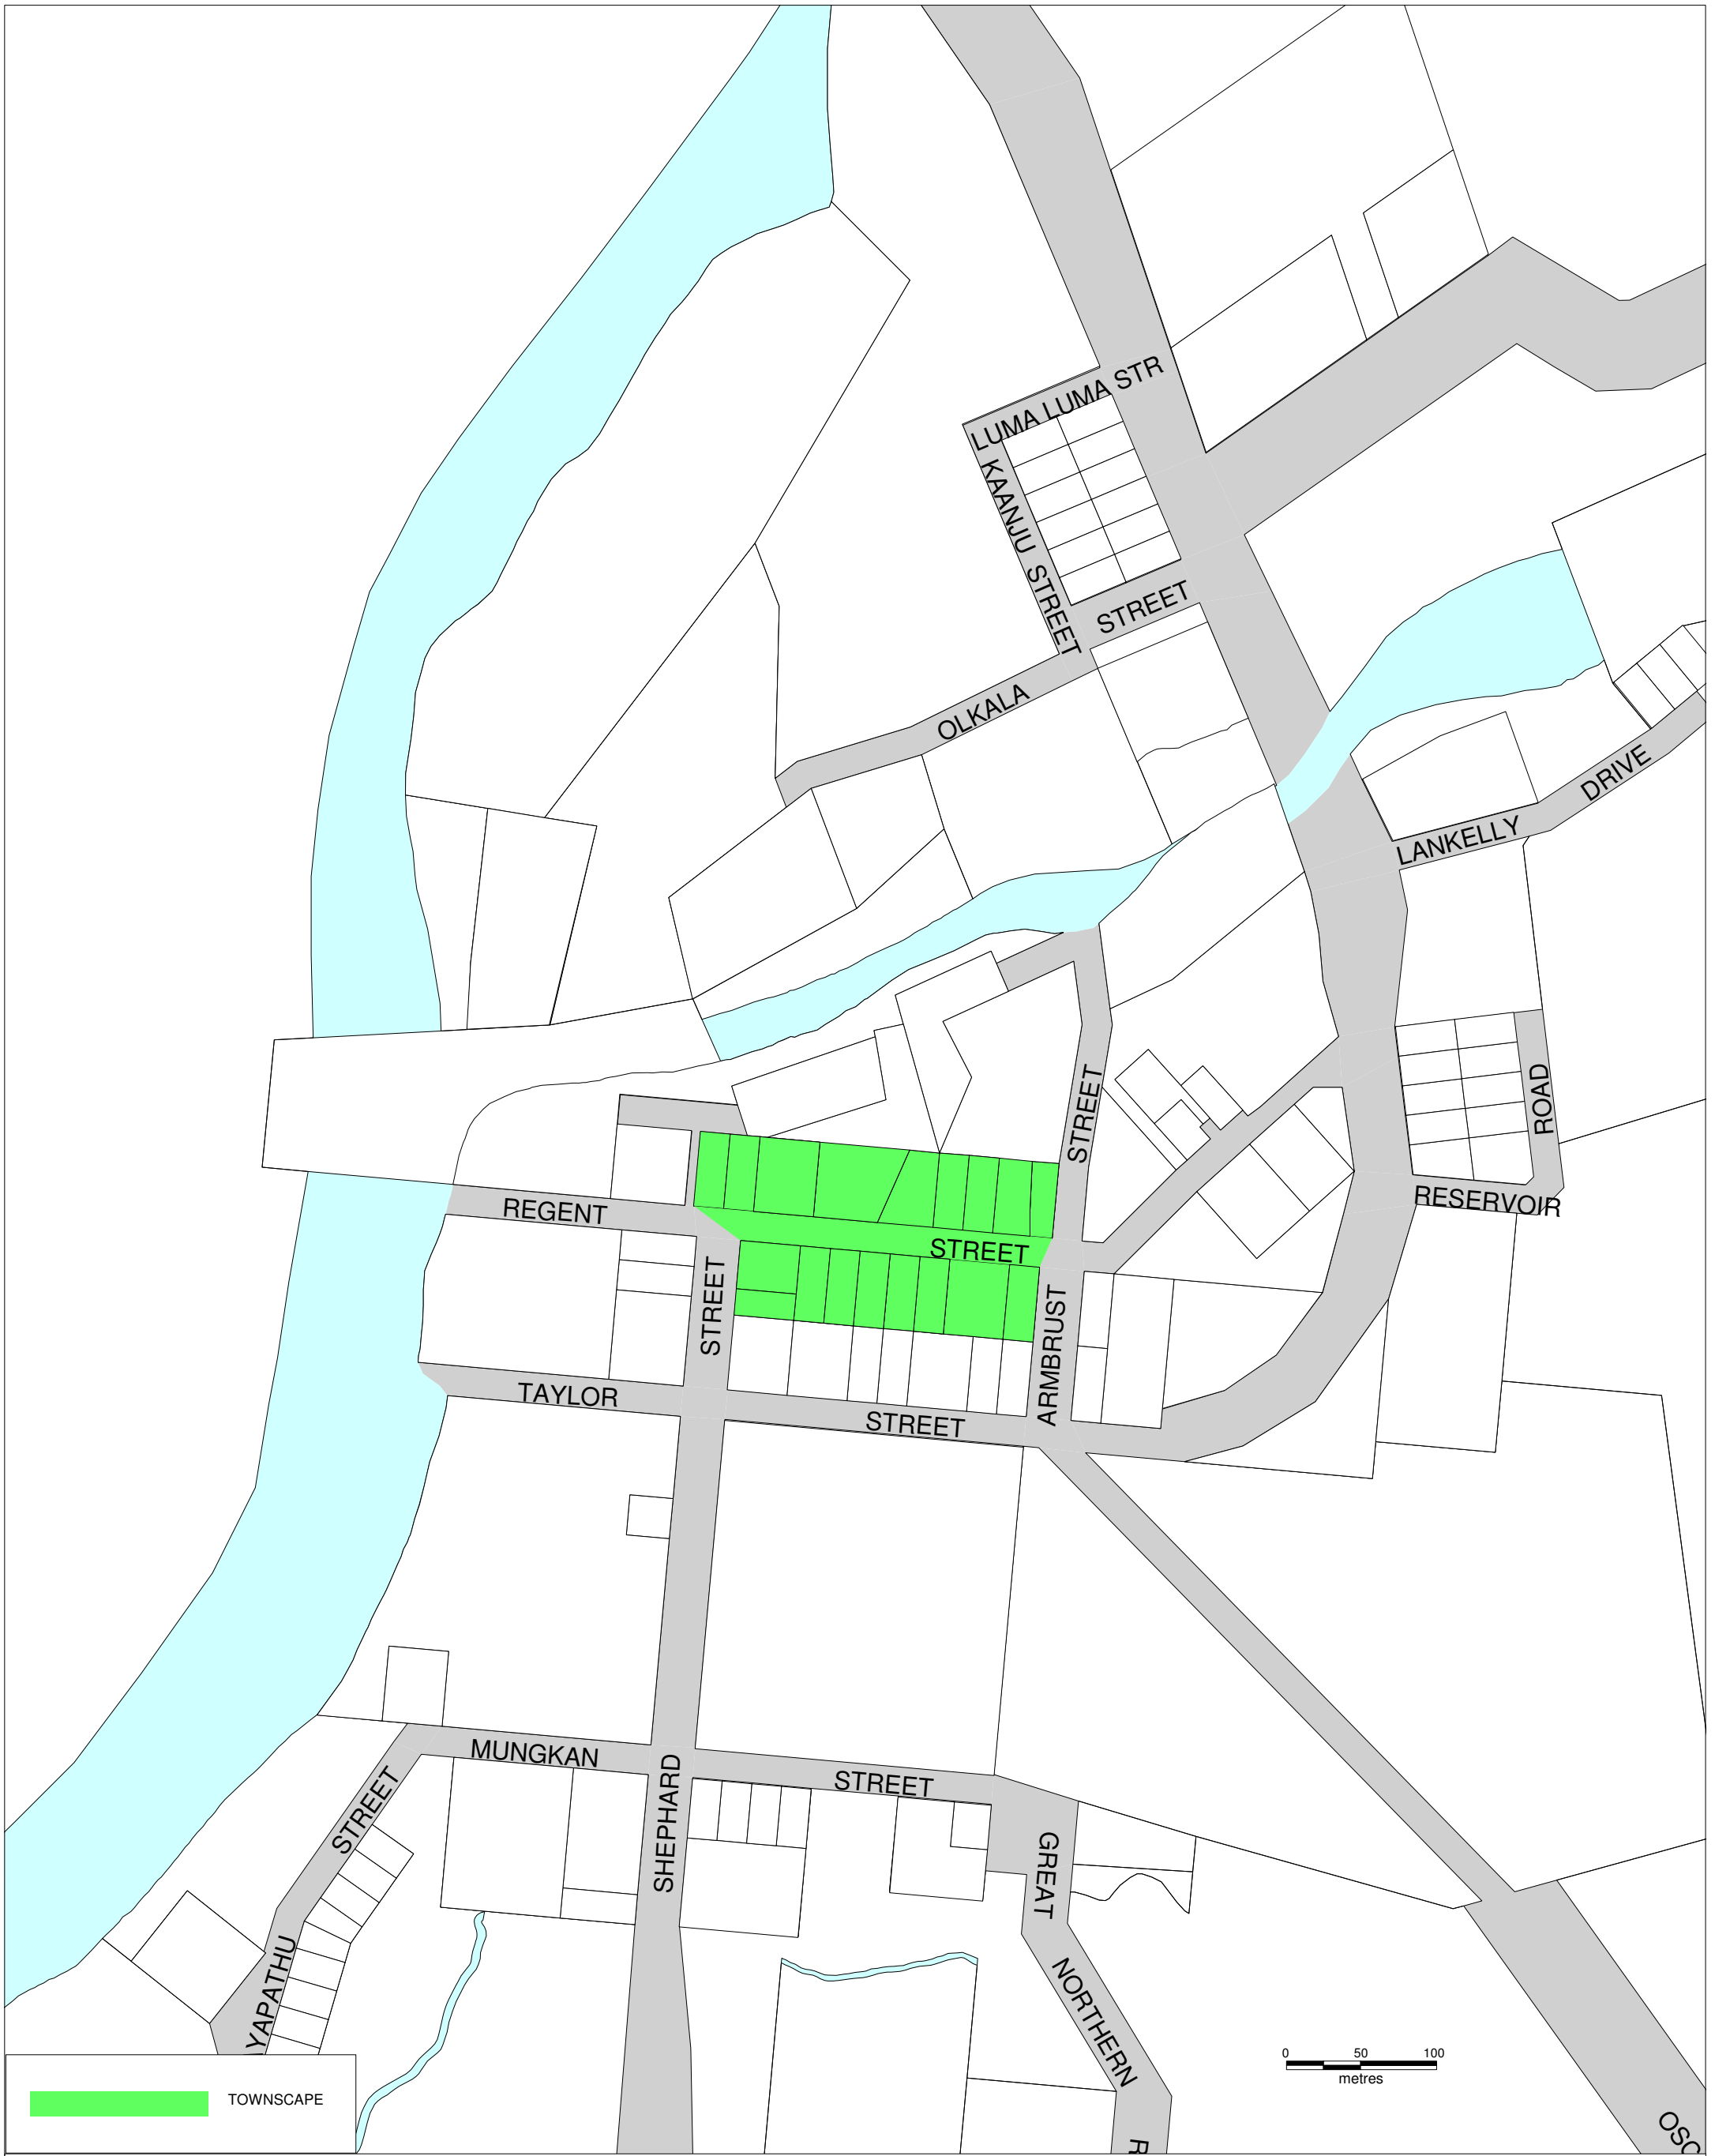 LUMA LUMA STR
KAANJU STREET
STREET
OLKALA
DRIVE
LANKELLY
STREET
ROAD
RESERVOIR
REGENT
STREET
STREET
ARMBRUST
TAYLOR
STREET
MUNGKAN
STREET
STREET
SHEPHARD
GREAT
YAPATHU
NORTHERN
R
OSC
0 50 100
metres
TOWNSCAPE